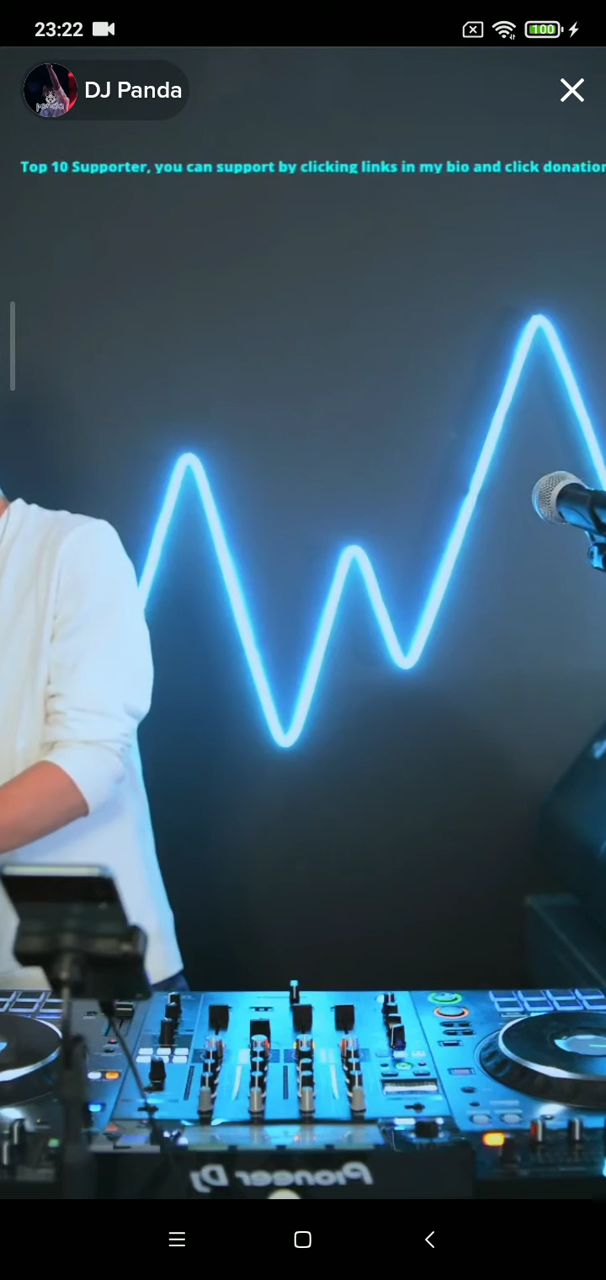 23:22
100
DJ Panda
Top 10 Supporter, you can support by clicking links in my bio and click donation
Pioneer Dj